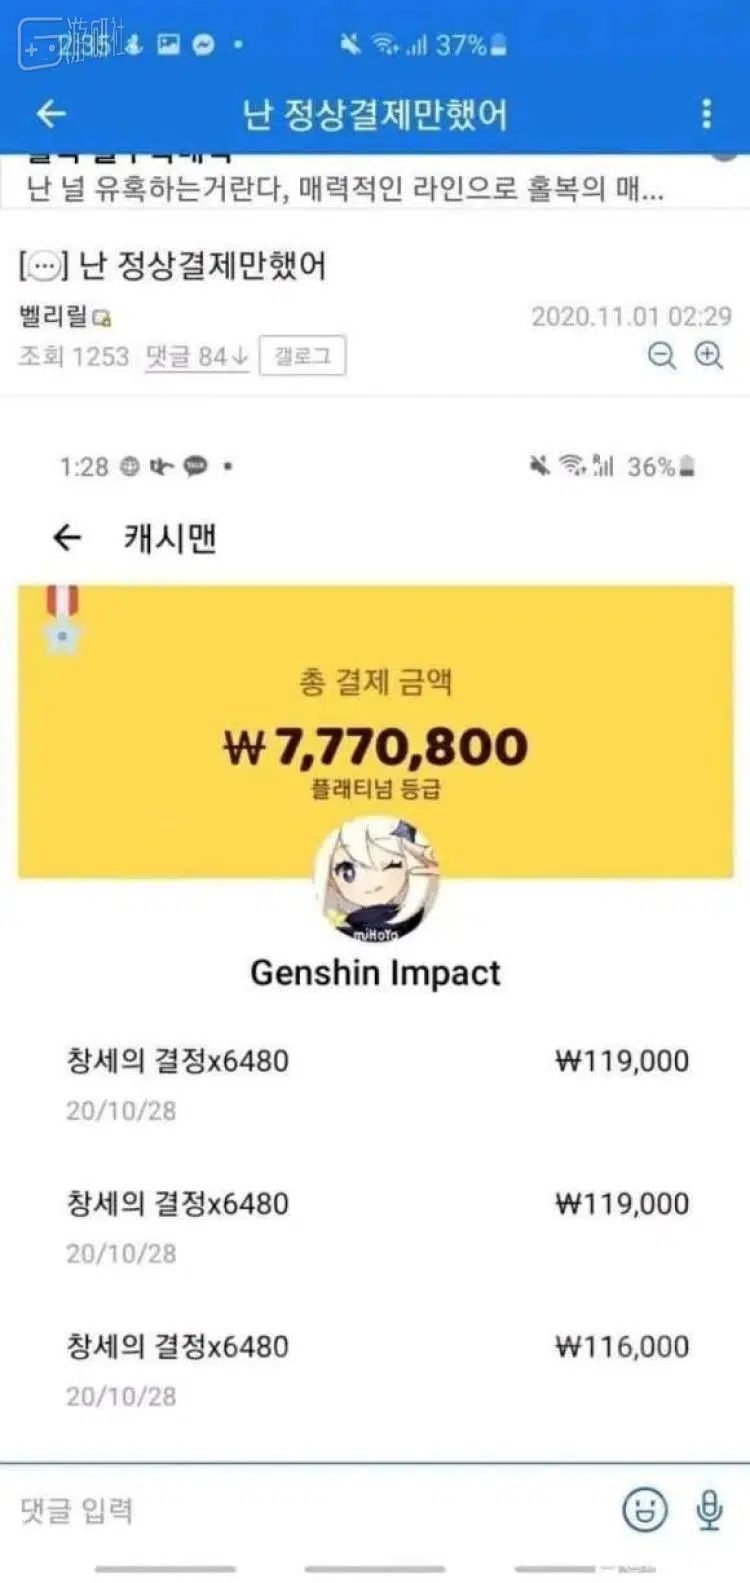 游研社
2:35 37%
난 정상결제만했어
난 널 유혹하는거란다, 매력적인 라인으로 홀복의 매...
[...] 난 정상결제만했어
벨리릴
2020.11.01 02:29
조회 1253 댓글 84↓ 갤로그
1:28 36%
캐시맨
총 결제 금액
₩7,770,800
플래티넘 등급
miHoYo
Genshin Impact
창세의 결정x6480 ₩119,000
20/10/28
창세의 결정x6480 ₩119,000
20/10/28
창세의 결정x6480 ₩116,000
20/10/28
댓글 입력